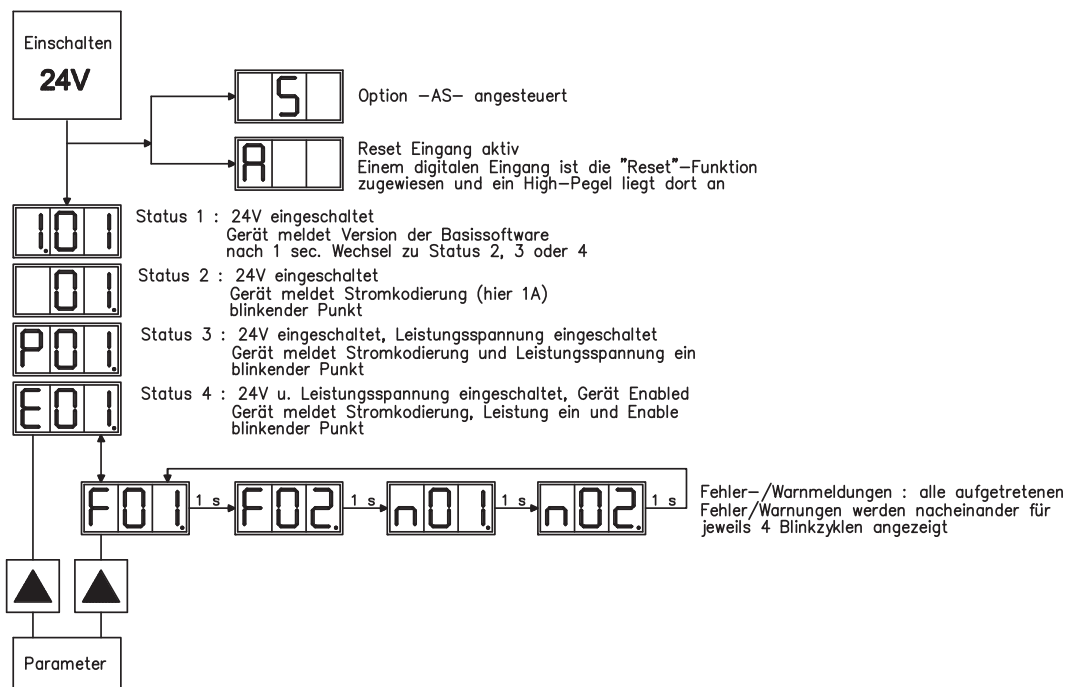 Einschalten
24V
S
Option -AS- angesteuert
A
Reset Eingang aktiv
Einem digitalen Eingang ist die "Reset"-Funktion
zugewiesen und ein High-Pegel liegt dort an
1.01
Status 1 : 24V eingeschaltet
Gerät meldet Version der Basissoftware
nach 1 sec. Wechsel zu Status 2, 3 oder 4
01.
Status 2 : 24V eingeschaltet
Gerät meldet Stromkodierung (hier 1A)
blinkender Punkt
P01.
Status 3 : 24V eingeschaltet, Leistungsspannung eingeschaltet
Gerät meldet Stromkodierung und Leistungsspannung ein
blinkender Punkt
E01.
Status 4 : 24V u. Leistungsspannung eingeschaltet, Gerät Enabled
Gerät meldet Stromkodierung, Leistung ein und Enable
blinkender Punkt
F01. 1 s F02. 1 s n01. 1 s n02. 1 s
Fehler-/Warnmeldungen : alle aufgetretenen
Fehler/Warnungen werden nacheinander für
jeweils 4 Blinkzyklen angezeigt
Parameter